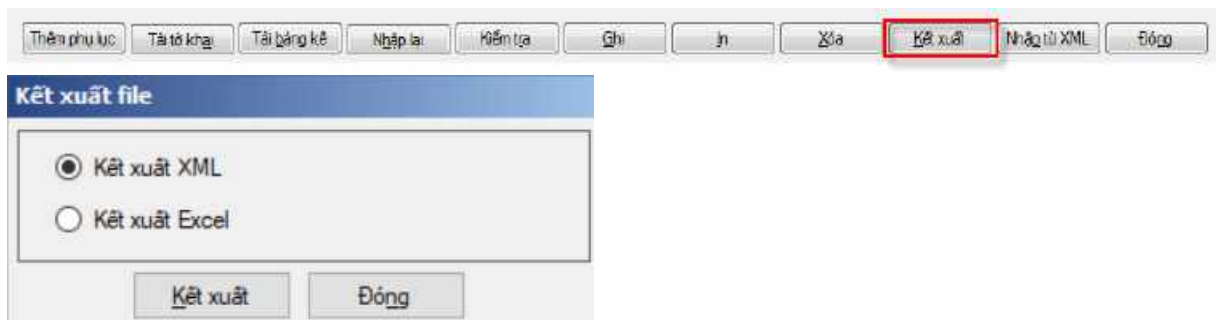 Thêm phụ lục Tải tờ khai Tải bảng kê Nhập lại Kiểm tra Ghi In Xóa Kết xuất Nhập từ XML Đóng
Kết xuất file
Kết xuất XML
Kết xuất Excel
Kết xuất Đóng